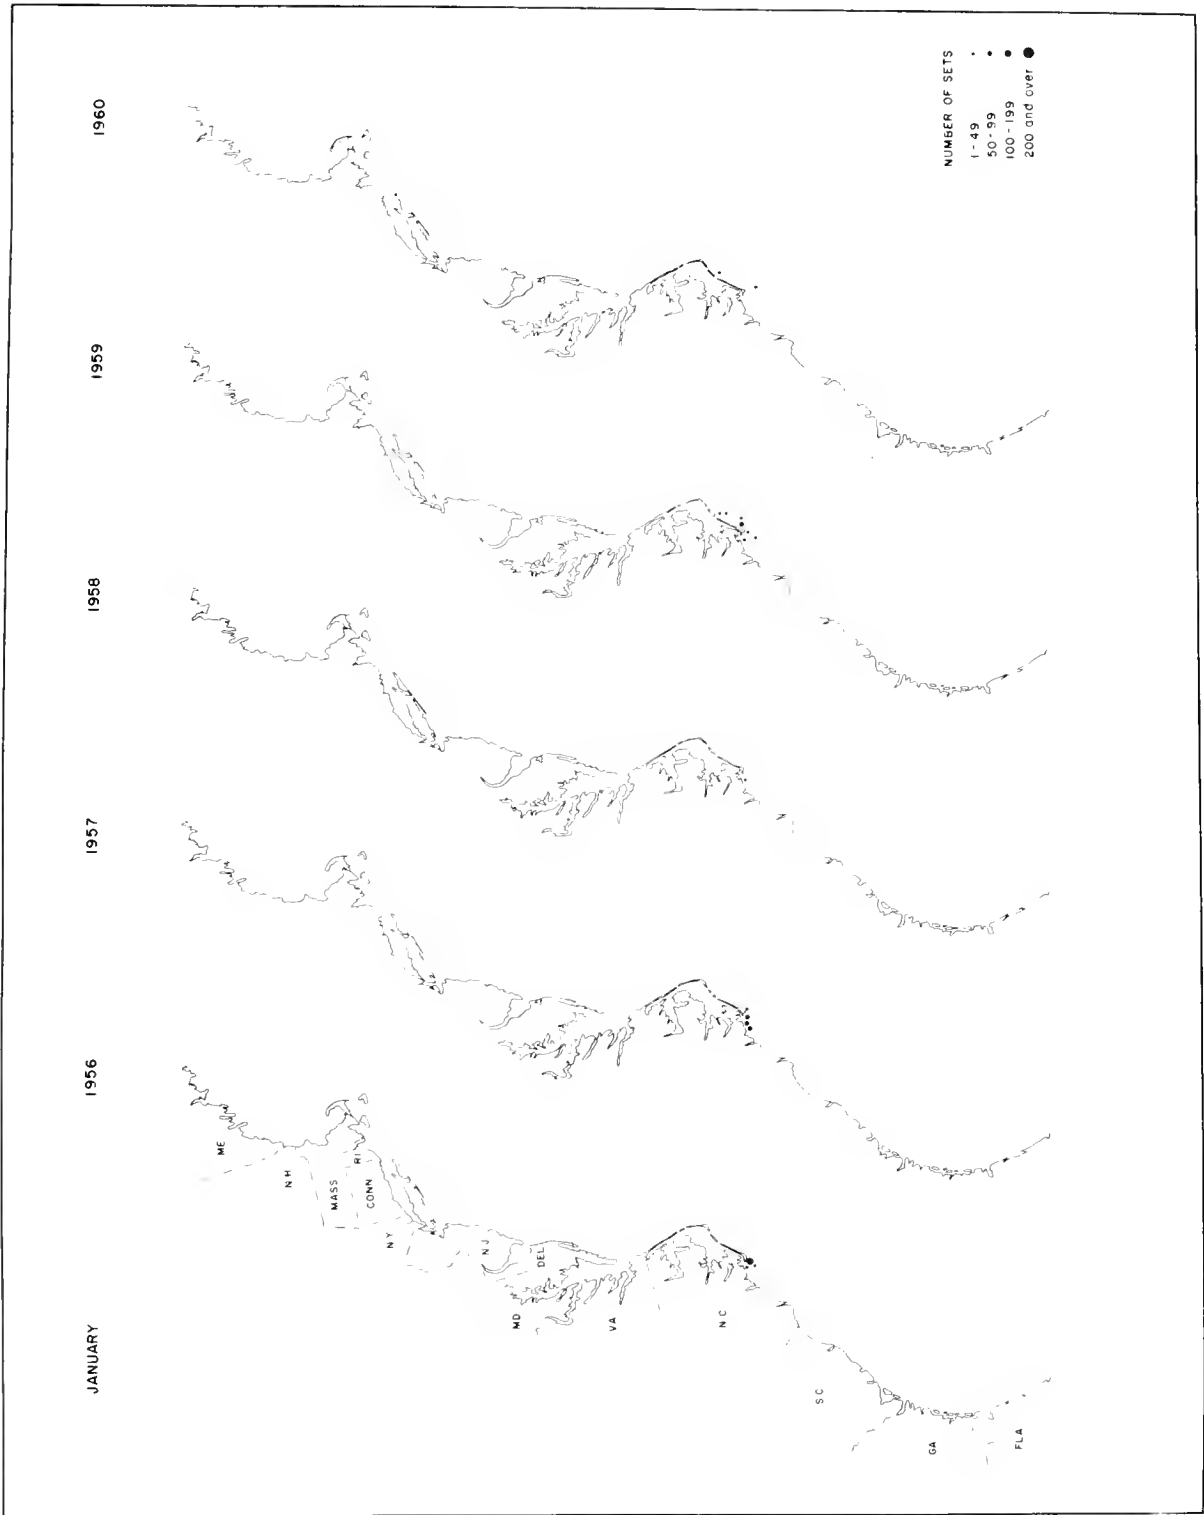 JANUARY 1956 1957 1958 1959 1960
ME
NH
MASS
RI
CONN
NY
NJ
DEL
MD
VA
NC
SC
GA
FLA
NUMBER OF SETS
1-49
50-99
100-199
200 and over